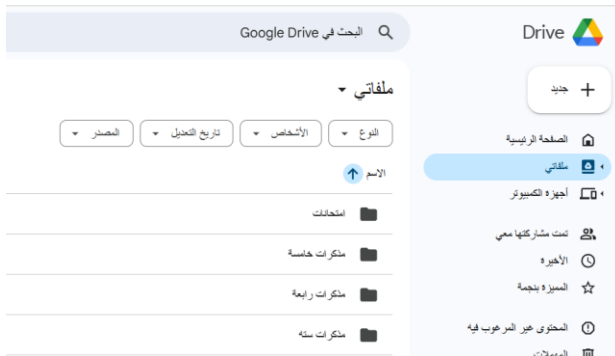 Drive
البحث في Google Drive
جديد
الصفحة الرئيسية
ملفاتي
أجهزة الكمبيوتر
تمت مشاركتها معي
الأخيرة
المميزة بنجمة
المحتوى غير المرغوب فيه
المهملات
ملفاتي
النوع
الأشخاص
تاريخ التعديل
المصدر
الاسم
امتحانات
مذكرات خامسة
مذكرات رابعة
مذكرات سته